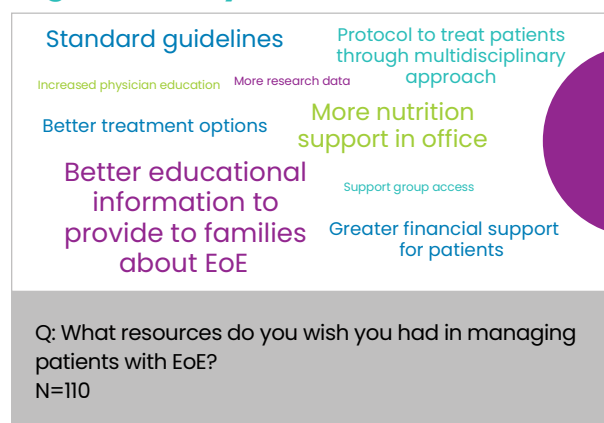 Standard guidelines
Protocol to treat patients
through multidisciplinary
approach
Increased physician education
More research data
Better treatment options
More nutrition
support in office
Better educational
information to
provide to families
about EoE
Support group access
Greater financial support
for patients
Q: What resources do you wish you had in managing
patients with EoE?
N=110